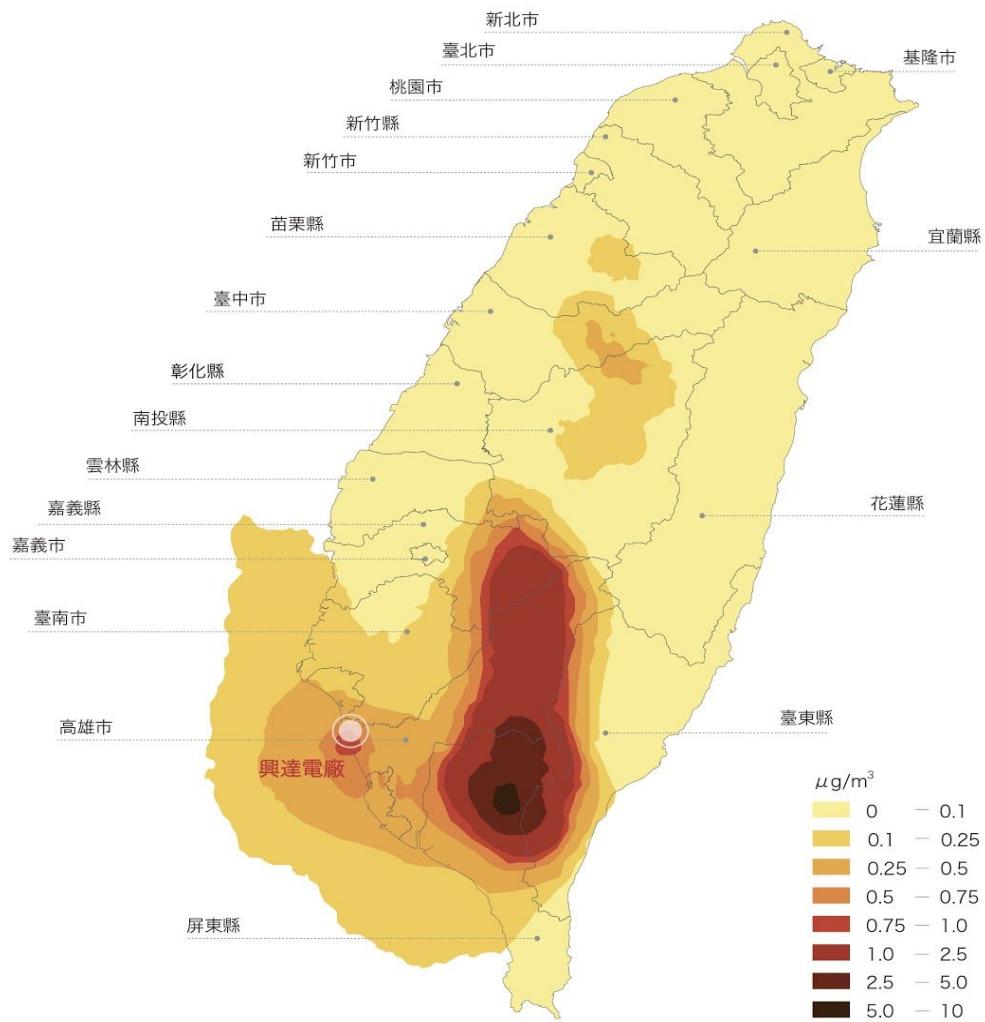 新北市
臺北市
基隆市
桃園市
新竹縣
新竹市
苗栗縣
宜蘭縣
臺中市
彰化縣
南投縣
雲林縣
嘉義縣
花蓮縣
嘉義市
臺南市
高雄市
臺東縣
興達電廠
屏東縣
μg/m³
0 — 0.1
0.1 — 0.25
0.25 — 0.5
0.5 — 0.75
0.75 — 1.0
1.0 — 2.5
2.5 — 5.0
5.0 — 10